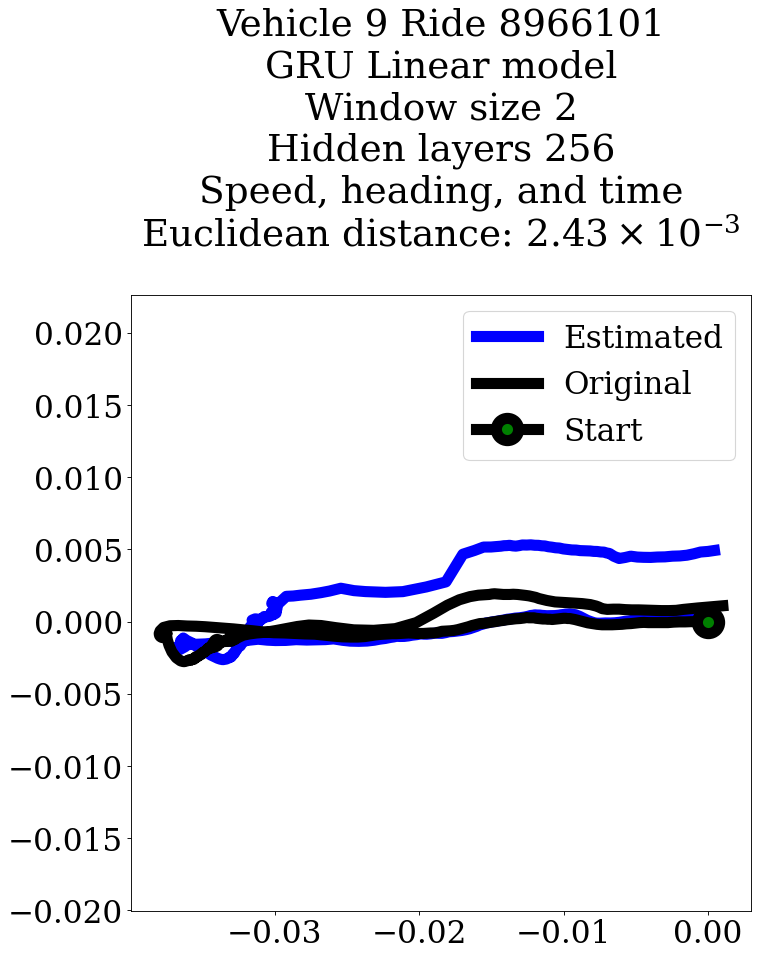 Vehicle 9 Ride 8966101
GRU Linear model
Window size 2
Hidden layers 256
Speed, heading, and time
Euclidean distance: 2.43 × 10⁻³
Estimated
Original
Start
0.020
0.015
0.010
0.005
0.000
−0.005
−0.010
−0.015
−0.020
−0.03 −0.02 −0.01 0.00